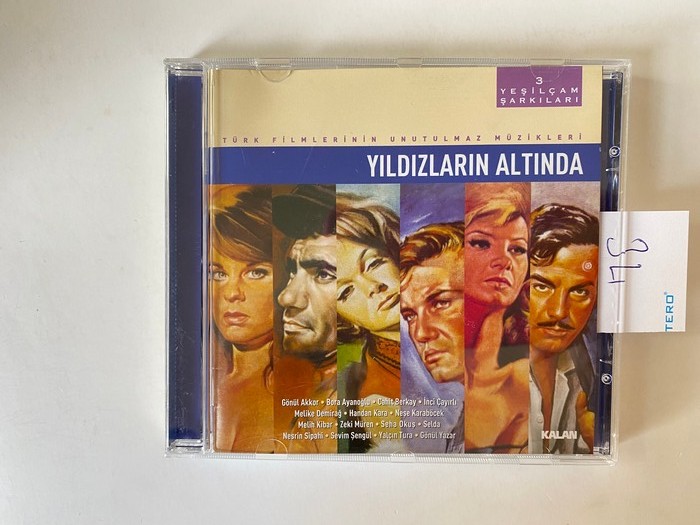 3
YEŞİLÇAM
ŞARKILARI
TÜRK FİLMLERİNİN UNUTULMAZ MÜZİKLERİ
YILDIZLARIN ALTINDA
Gönül Akkor • Bora Ayanoğlu • Cahit Berkay • İnci Çayırlı
Melike Demirağ • Handan Kara • Neşe Karaböcek
Melih Kibar • Zeki Müren • Seha Okuş • Selda
Nesrin Sipahi • Sevim Şengül • Yalçın Tura • Gönül Yazar
KALAN
TERO